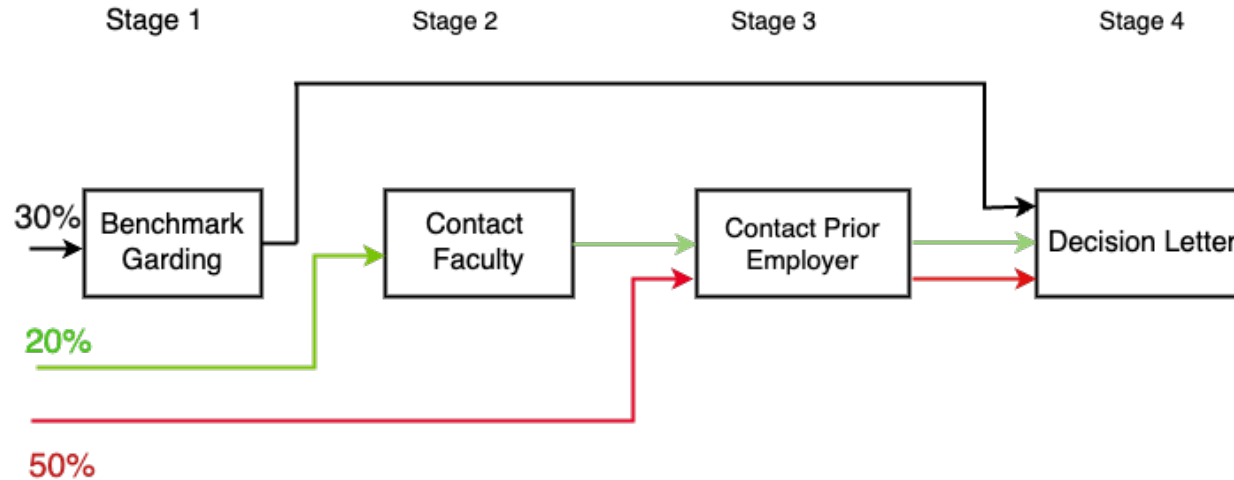 Stage 1
Stage 2
Stage 3
Stage 4
30%
Benchmark
Garding
Contact
Faculty
Contact Prior
Employer
Decision Letter
20%
50%